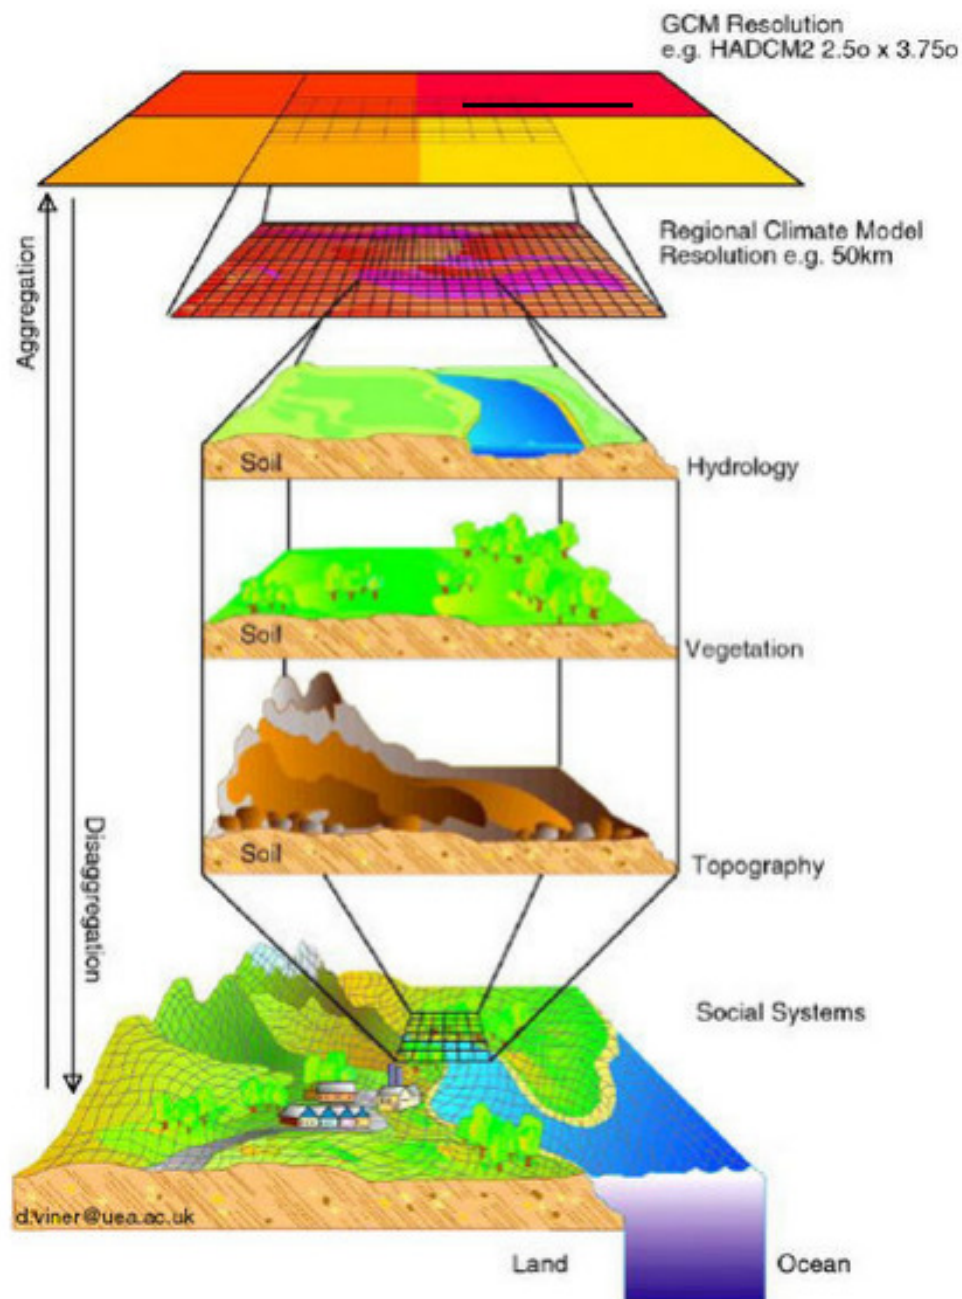 GCM Resolution
e.g. HADCM2 2.5o x 3.75o
Regional Climate Model
Resolution e.g. 50km
Aggregation
Soil
Hydrology
Soil
Vegetation
Soil
Topography
Disaggregation
Social Systems
d.viner@uea.ac.uk
Land
Ocean